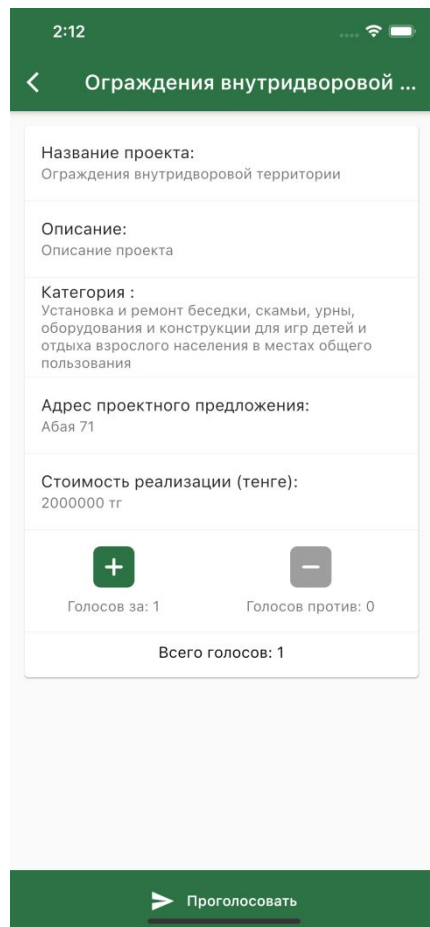 2:12
Ограждения внутридворовой ...
Название проекта:
Ограждения внутридворовой территории
Описание:
Описание проекта
Категория :
Установка и ремонт беседки, скамьи, урны,
оборудования и конструкции для игр детей и
отдыха взрослого населения в местах общего
пользования
Адрес проектного предложения:
Абая 71
Стоимость реализации (тенге):
2000000 тг
Голосов за: 1
Голосов против: 0
Всего голосов: 1
Проголосовать